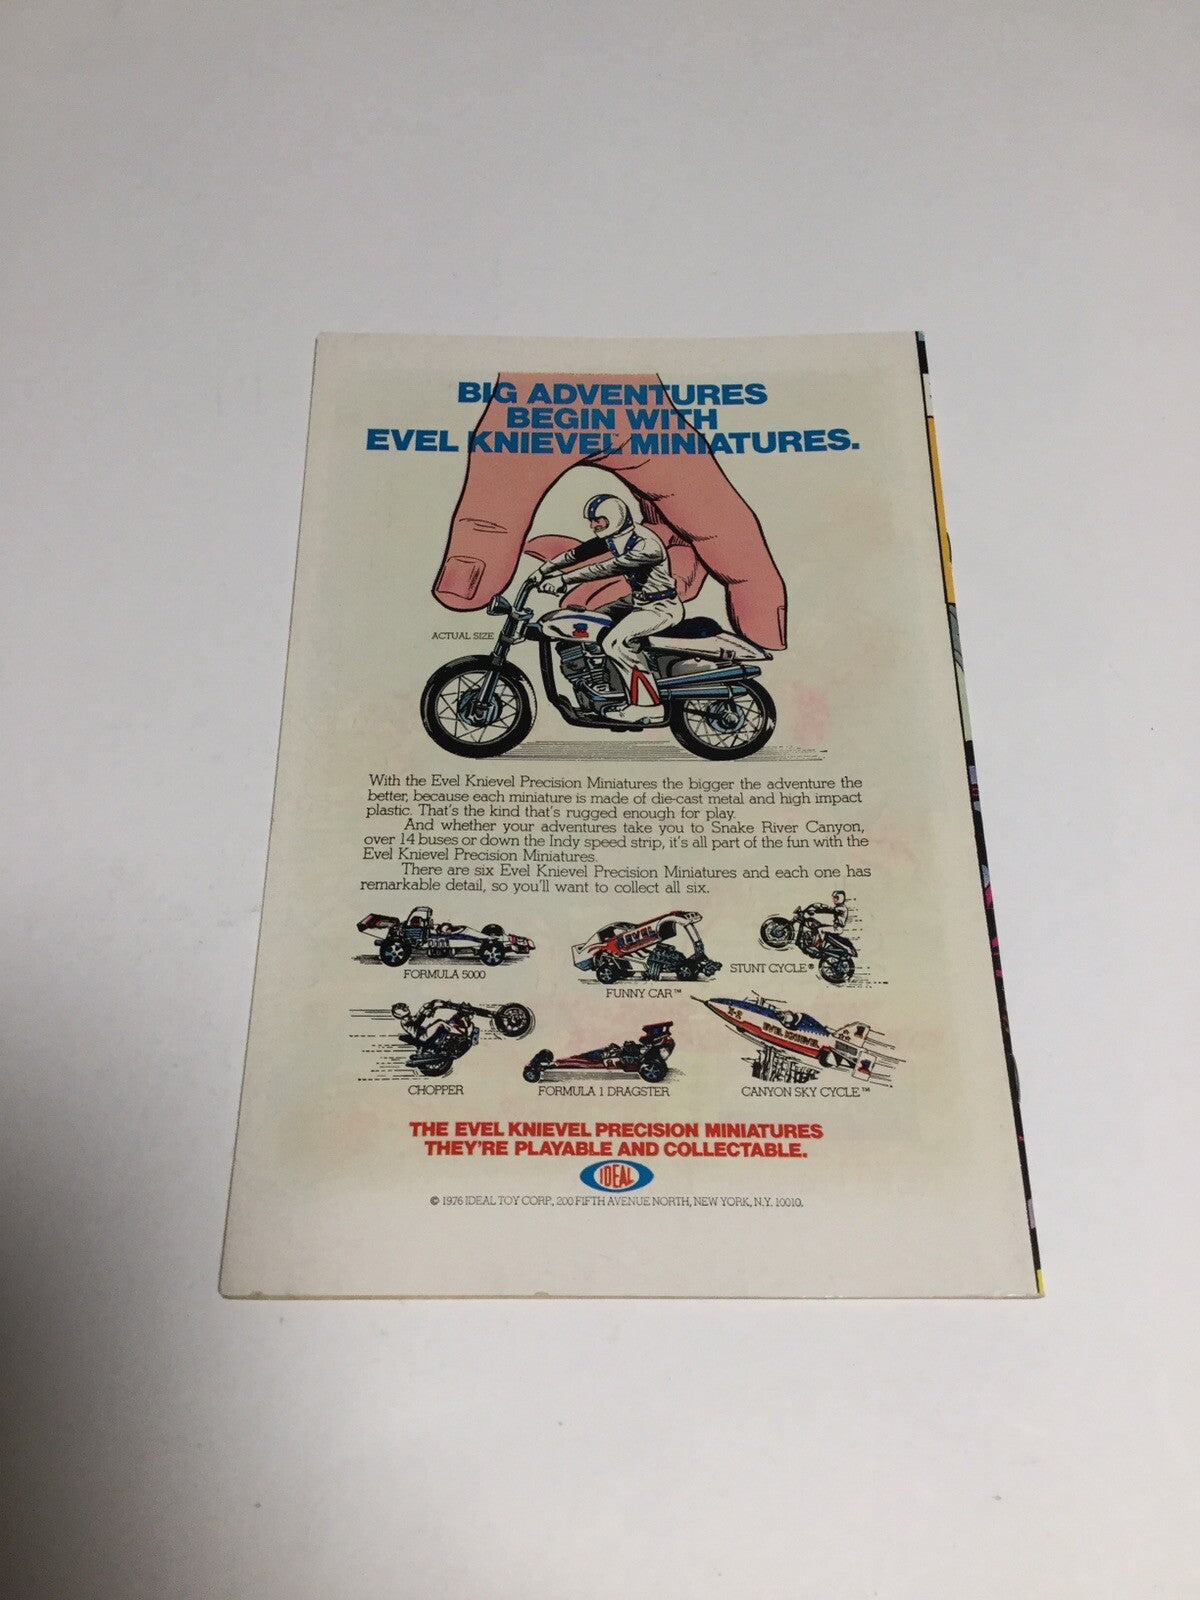 BIG ADVENTURES
BEGIN WITH
EVEL KNIEVEL™ MINIATURES.
ACTUAL SIZE
With the Evel Knievel Precision Miniatures the bigger the adventure the
better, because each miniature is made of die-cast metal and high impact
plastic. That's the kind that's rugged enough for play.
And whether your adventures take you to Snake River Canyon,
over 14 buses or down the Indy speed strip, it's all part of the fun with the
Evel Knievel Precision Miniatures.
There are six Evel Knievel Precision Miniatures and each one has
remarkable detail, so you'll want to collect all six.
FORMULA 5000
EVEL
FUNNY CAR™
STUNT CYCLE®
CHOPPER
FORMULA 1 DRAGSTER
X-2
EVEL KNIEVEL
CANYON SKY CYCLE™
THE EVEL KNIEVEL PRECISION MINIATURES
THEY'RE PLAYABLE AND COLLECTABLE.
IDEAL
© 1976 IDEAL TOY CORP., 200 FIFTH AVENUE NORTH, NEW YORK, N.Y. 10010.